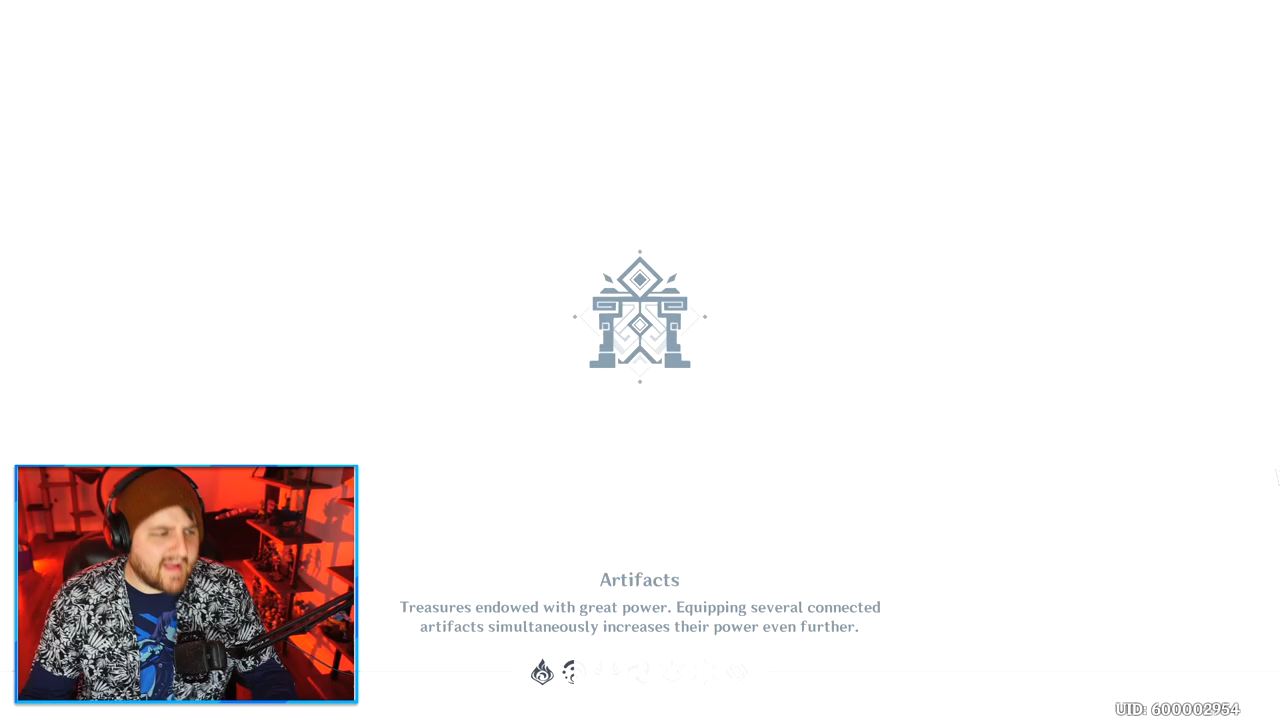 Artifacts
Treasures endowed with great power. Equipping several connected
artifacts simultaneously increases their power even further.
UID: 600002954